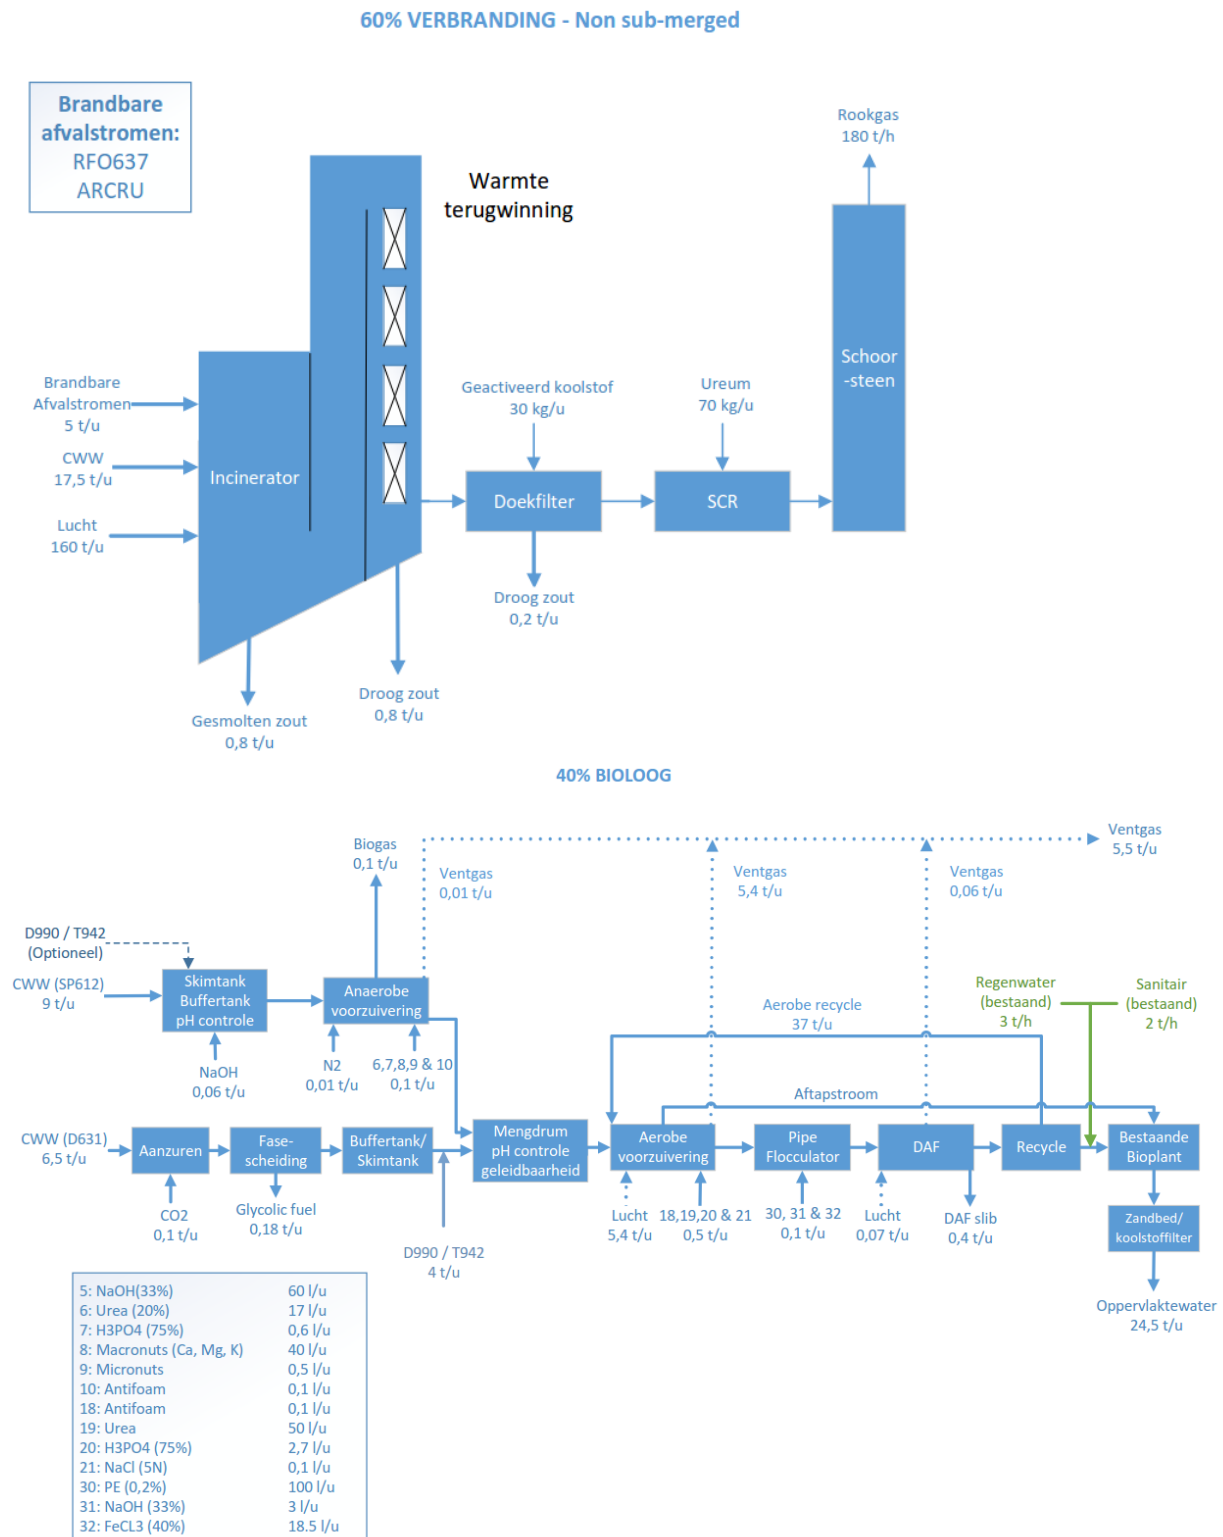 60% VERBRANDING - Non sub-merged
Brandbare
afvalstromen:
RFO637
ARCRU
Rookgas
180 t/h
Warmte
terugwinning
Schoor
-steen
Brandbare
Afvalstromen
5 t/u
CWW
17,5 t/u
Lucht
160 t/u
Incinerator
Geactiveerd koolstof
30 kg/u
Ureum
70 kg/u
Doekfilter
SCR
Droog zout
0,2 t/u
Droog zout
0,8 t/u
Gesmolten zout
0,8 t/u
40% BIOLOOG
Biogas
0,1 t/u
Ventgas
0,01 t/u
Ventgas
5,4 t/u
Ventgas
0,06 t/u
Ventgas
5,5 t/u
D990 / T942
(Optioneel)
CWW (SP612)
9 t/u
Skimtank
Buffertank
pH controle
Anaerobe
voorzuivering
NaOH
0,06 t/u
N2
0,01 t/u
6,7,8,9 & 10
0,1 t/u
Aerobe recycle
37 t/u
Regenwater
(bestaand)
3 t/h
Sanitair
(bestaand)
2 t/h
Aftapstroom
CWW (D631)
6,5 t/u
Aanzuren
Fase-
scheiding
Buffertank/
Skimtank
Mengdrum
pH controle
geleidbaarheid
Aerobe
voorzuivering
Pipe
Flocculator
DAF
Recycle
Bestaande
Bioplant
CO2
0,1 t/u
Glycolic fuel
0,18 t/u
D990 / T942
4 t/u
Lucht
5,4 t/u
18,19,20 & 21
0,5 t/u
30, 31 & 32
0,1 t/u
Lucht
0,07 t/u
DAF slib
0,4 t/u
Zandbed/
koolstoffilter
Oppervlaktewater
24,5 t/u
5: NaOH(33%) 60 l/u
6: Urea (20%) 17 l/u
7: H3PO4 (75%) 0,6 l/u
8: Macronuts (Ca, Mg, K) 40 l/u
9: Micronuts 0,5 l/u
10: Antifoam 0,1 l/u
18: Antifoam 0,1 l/u
19: Urea 50 l/u
20: H3PO4 (75%) 2,7 l/u
21: NaCl (5N) 0,1 l/u
30: PE (0,2%) 100 l/u
31: NaOH (33%) 3 l/u
32: FeCL3 (40%) 18.5 l/u